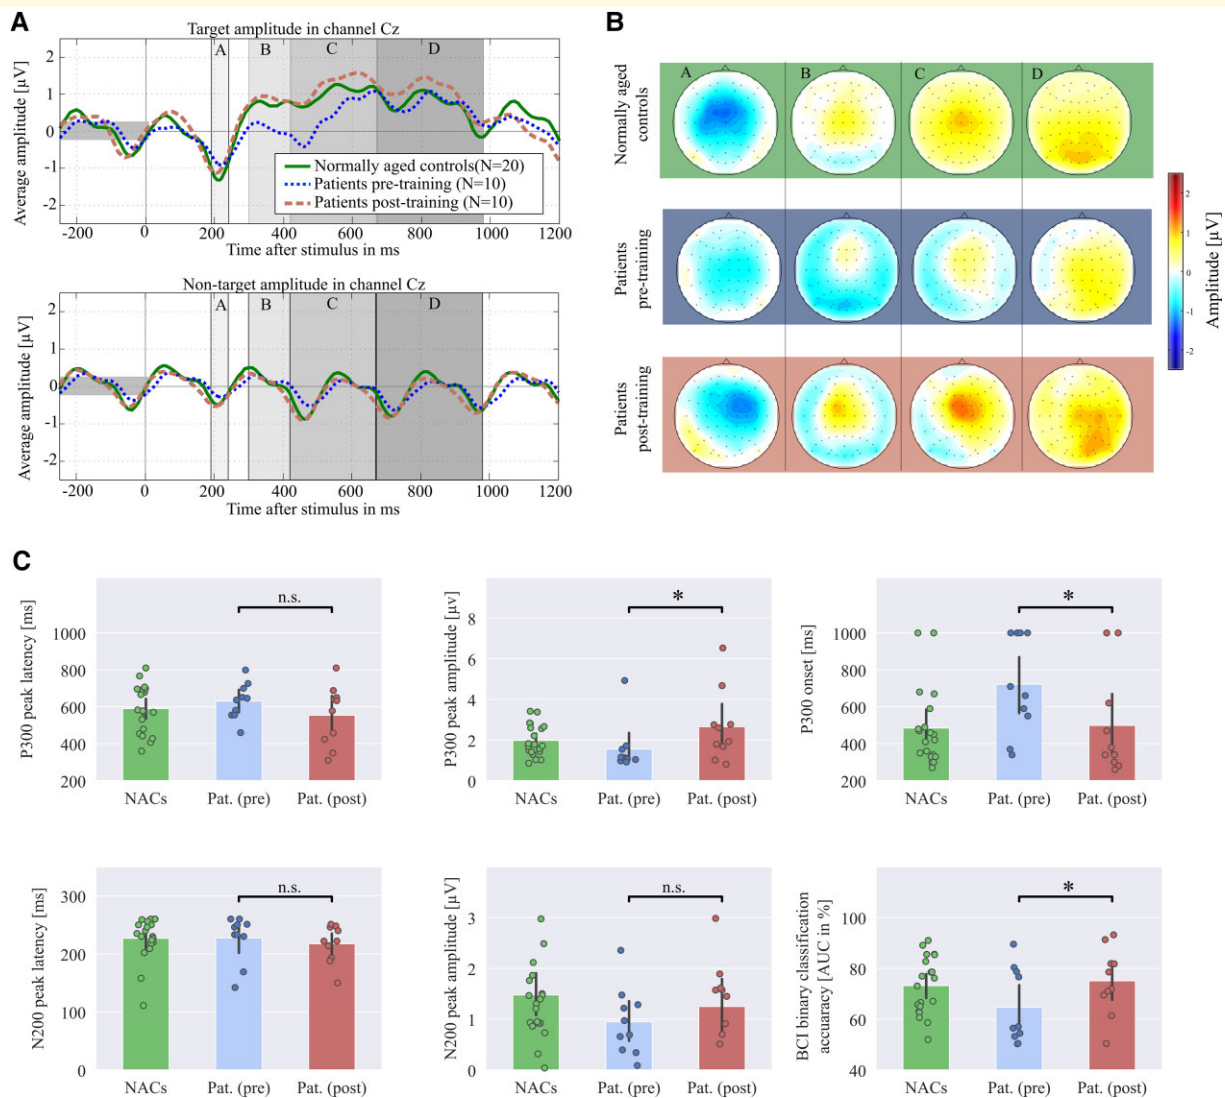 A
Target amplitude in channel Cz
A B C D
Average amplitude [µV]
2
1
0
-1
-2
Normally aged controls(N=20)
Patients pre-training (N=10)
Patients post-training (N=10)
-200 0 200 400 600 800 1000 1200
Time after stimulus in ms
Non-target amplitude in channel Cz
A B C D
Average amplitude [µV]
2
1
0
-1
-2
-200 0 200 400 600 800 1000 1200
Time after stimulus in ms
B
A B C D
Normally aged
controls
Patients
pre-training
Patients
post-training
2
1
0
-1
-2
Amplitude [µV]
C
n.s.
P300 peak latency [ms]
1000
800
600
400
200
NACs Pat. (pre) Pat. (post)
*
P300 peak amplitude [µv]
8
6
4
2
0
NACs Pat. (pre) Pat. (post)
*
P300 onset [ms]
1000
800
600
400
200
NACs Pat. (pre) Pat. (post)
n.s.
N200 peak latency [ms]
300
200
100
0
NACs Pat. (pre) Pat. (post)
n.s.
N200 peak amplitude [µV]
3
2
1
0
NACs Pat. (pre) Pat. (post)
*
BCI binary classification
accuaracy [AUC in %]
100
80
60
40
NACs Pat. (pre) Pat. (post)